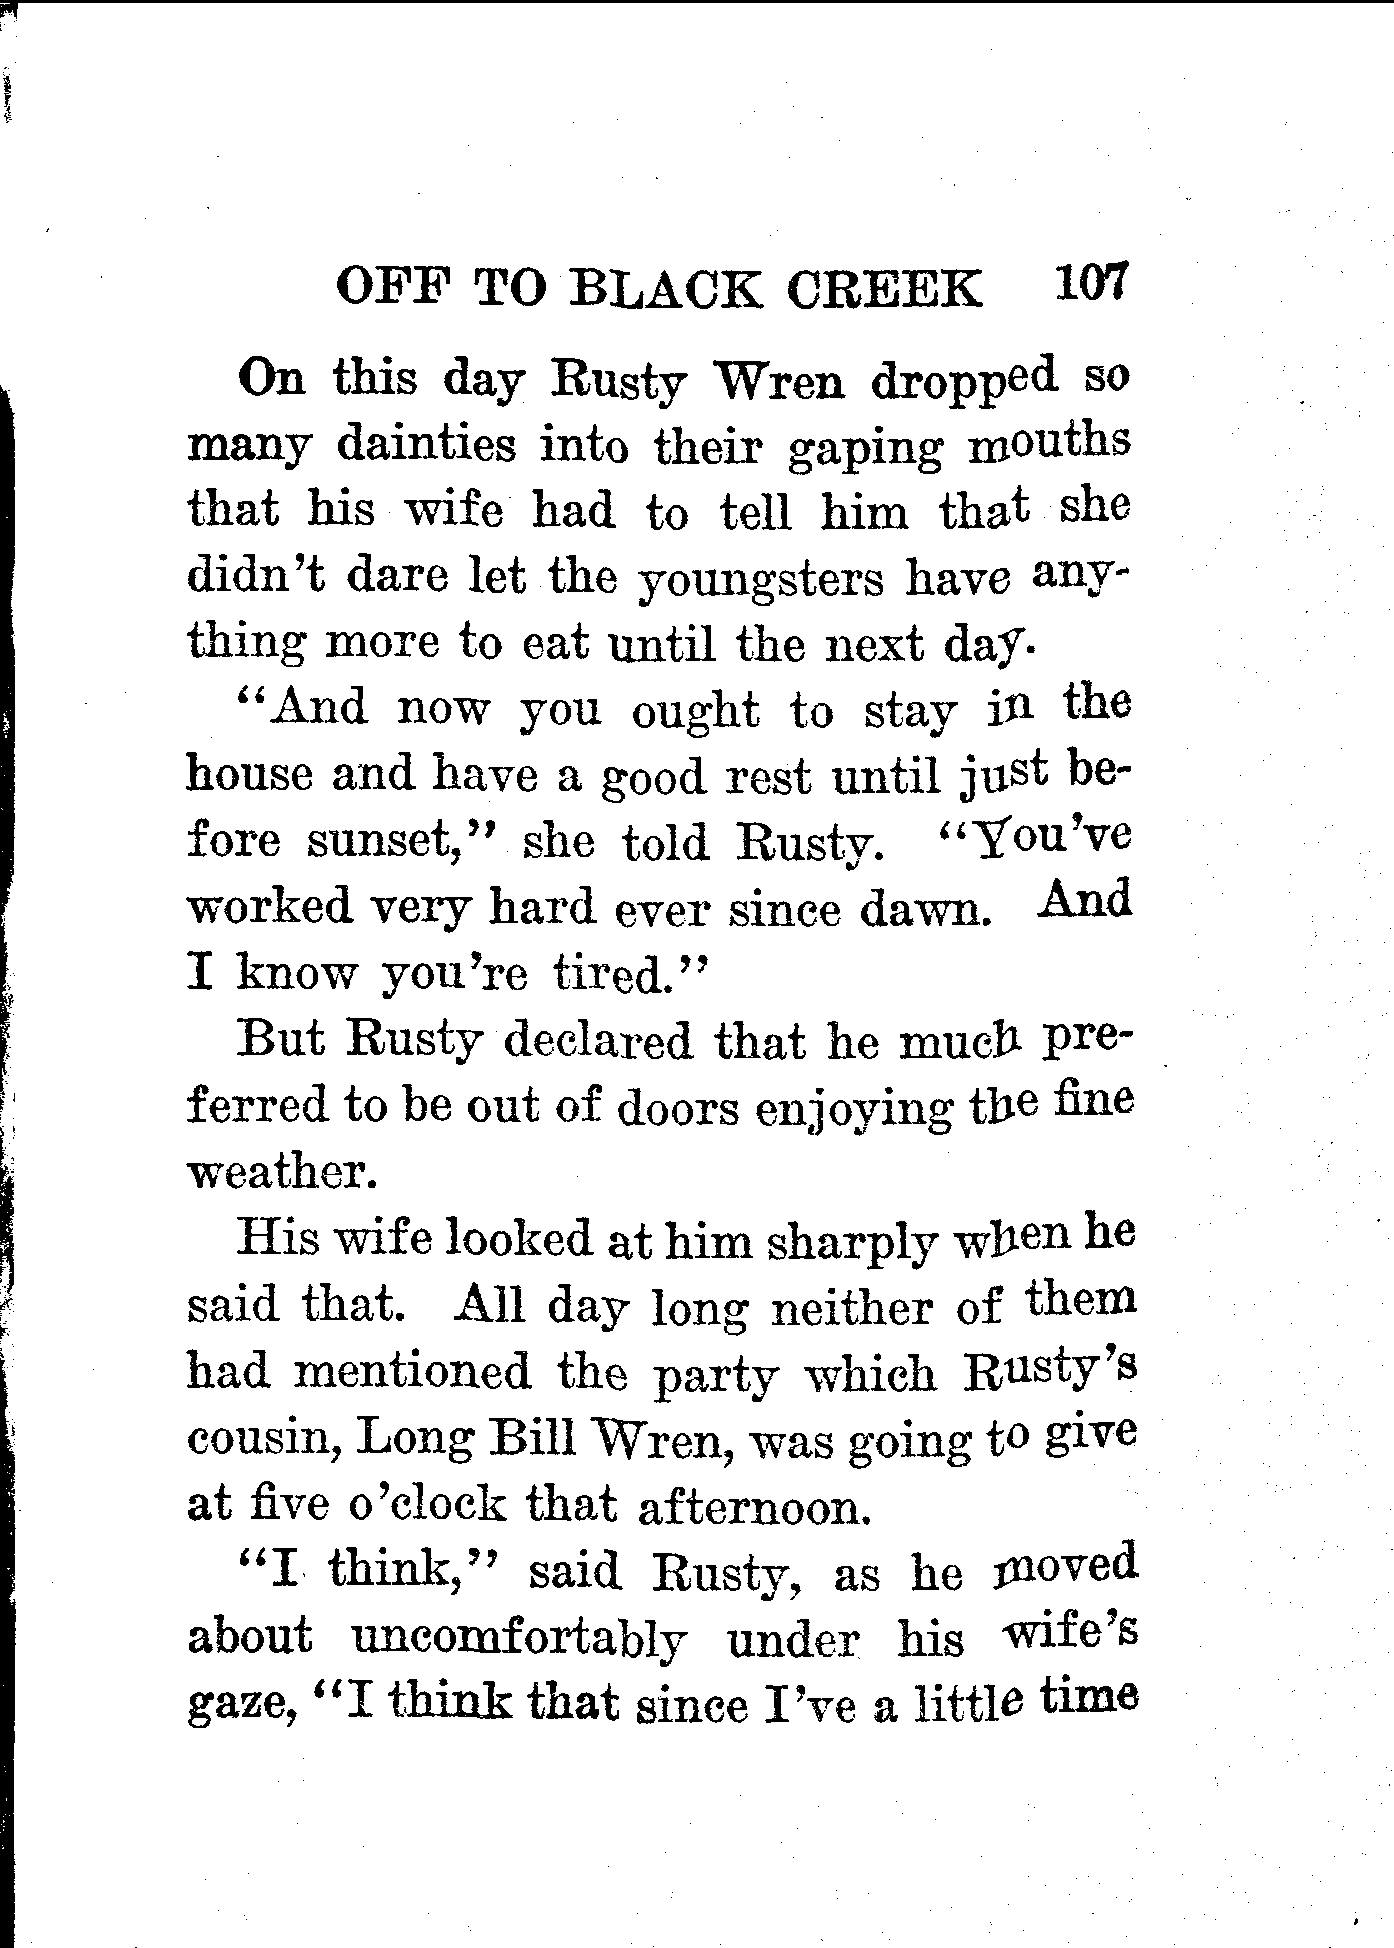 OFF TO BLACK CREEK 107
On this day Rusty Wren dropped so
many dainties into their gaping mouths
that his wife had to tell him that she
didn't dare let the youngsters have any-
thing more to eat until the next day.
"And now you ought to stay in the
house and have a good rest until just be-
fore sunset," she told Rusty. "You've
worked very hard ever since dawn. And
I know you're tired."
But Rusty declared that he much pre-
ferred to be out of doors enjoying the fine
weather.
His wife looked at him sharply when he
said that. All day long neither of them
had mentioned the party which Rusty's
cousin, Long Bill Wren, was going to give
at five o'clock that afternoon.
"I think," said Rusty, as he moved
about uncomfortably under his wife's
gaze, "I think that since I've a little time